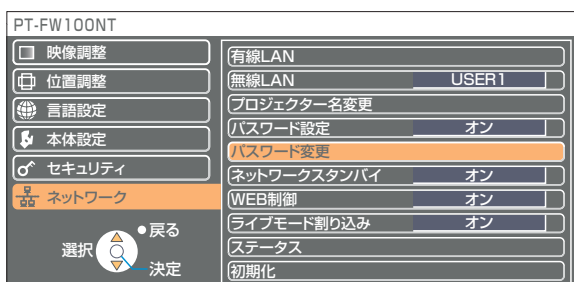 PT-FW100NT
映像調整
位置調整
言語設定
本体設定
セキュリティ
ネットワーク
選択
戻る
決定
有線LAN
無線LAN USER1
プロジェクター名変更
パスワード設定 オン
パスワード変更
ネットワークスタンバイ オン
WEB制御 オン
ライブモード割り込み オン
ステータス
初期化